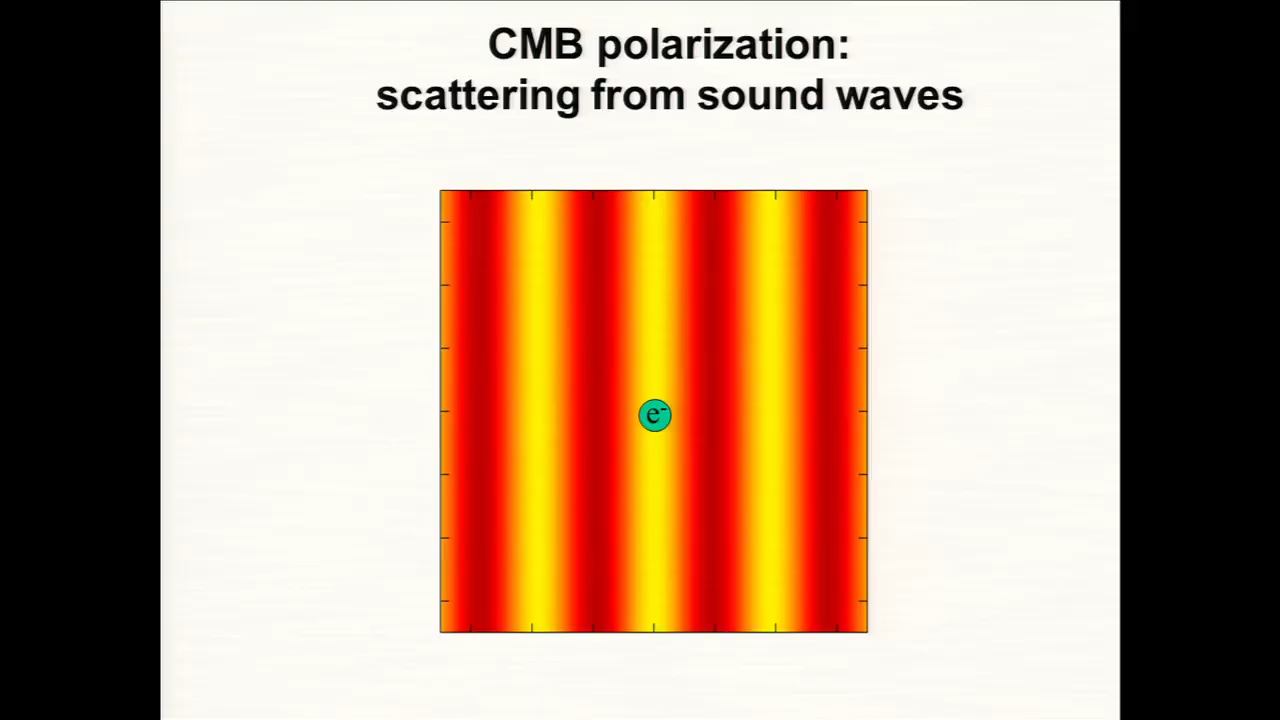 CMB polarization:
scattering from sound waves
e⁻